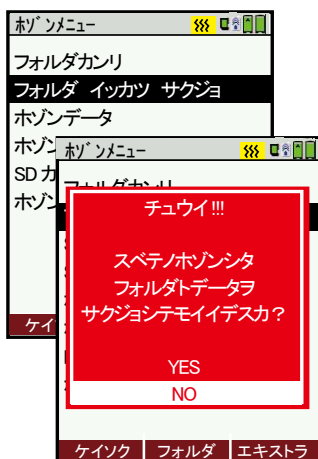 ホゾンメニュー
フォルダカンリ
フォルダ イッカツ サクジョ
ホゾンデータ
ホゾン
SDカ
ホゾン
ケイ
ホゾンメニュー
フォルダカンリ
チュウイ!!!
スベテノホゾンシタ
フォルダトデータヲ
サクジョシテモイイデスカ?
YES
NO
ケイソク フォルダ エキストラ